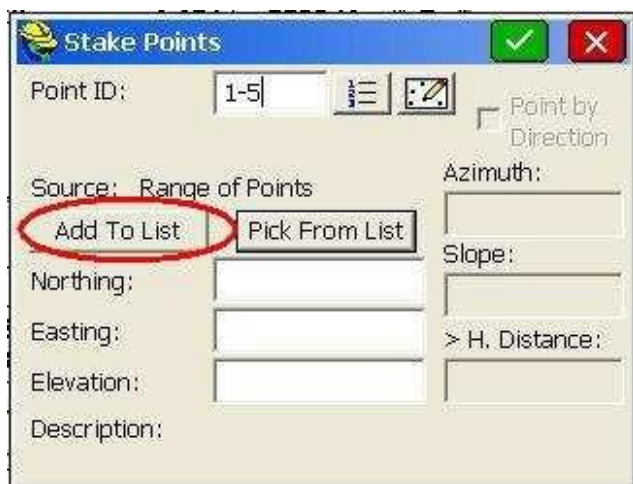 Stake Points
Point ID: 1-5
Point by
Direction
Source: Range of Points
Azimuth:
Add To List Pick From List
Slope:
Northing:
Easting:
> H. Distance:
Elevation:
Description: